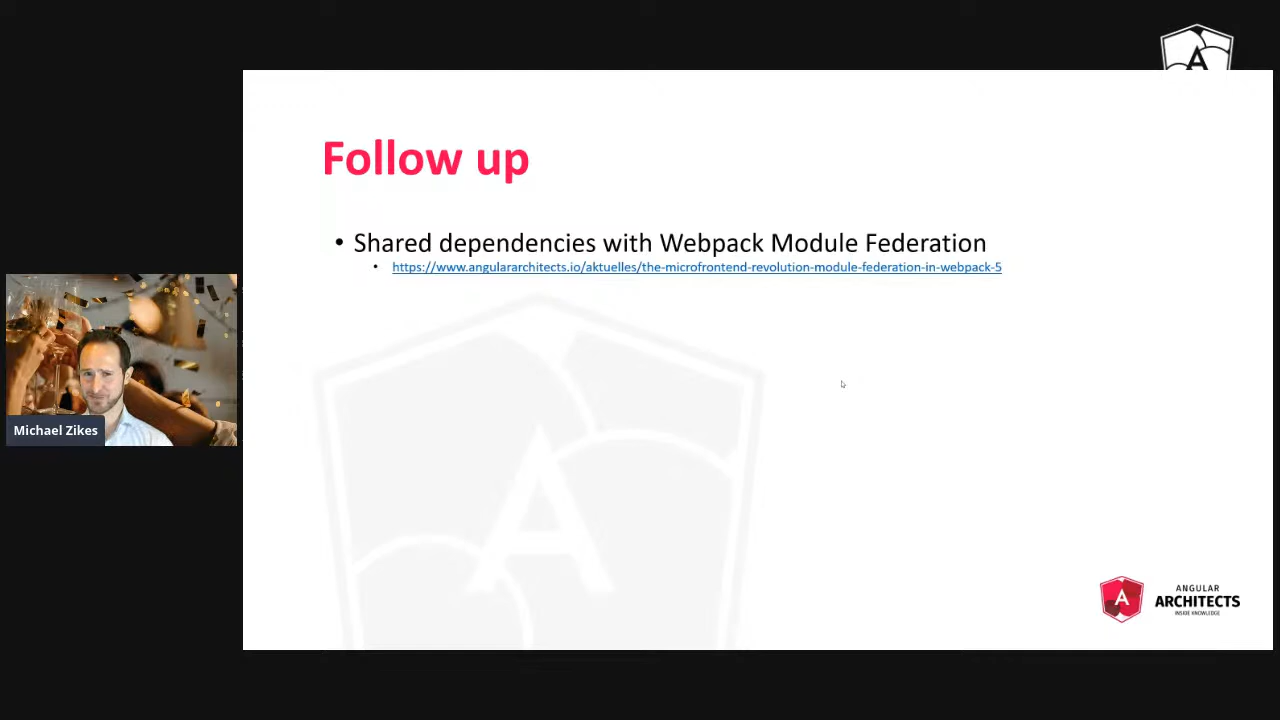 A
Follow up
• Shared dependencies with Webpack Module Federation
• https://www.angulararchitects.io/aktuelles/the-microfrontend-revolution-module-federation-in-webpack-5
Michael Zikes
A
A
ANGULAR
ARCHITECTS
INSIDE KNOWLEDGE